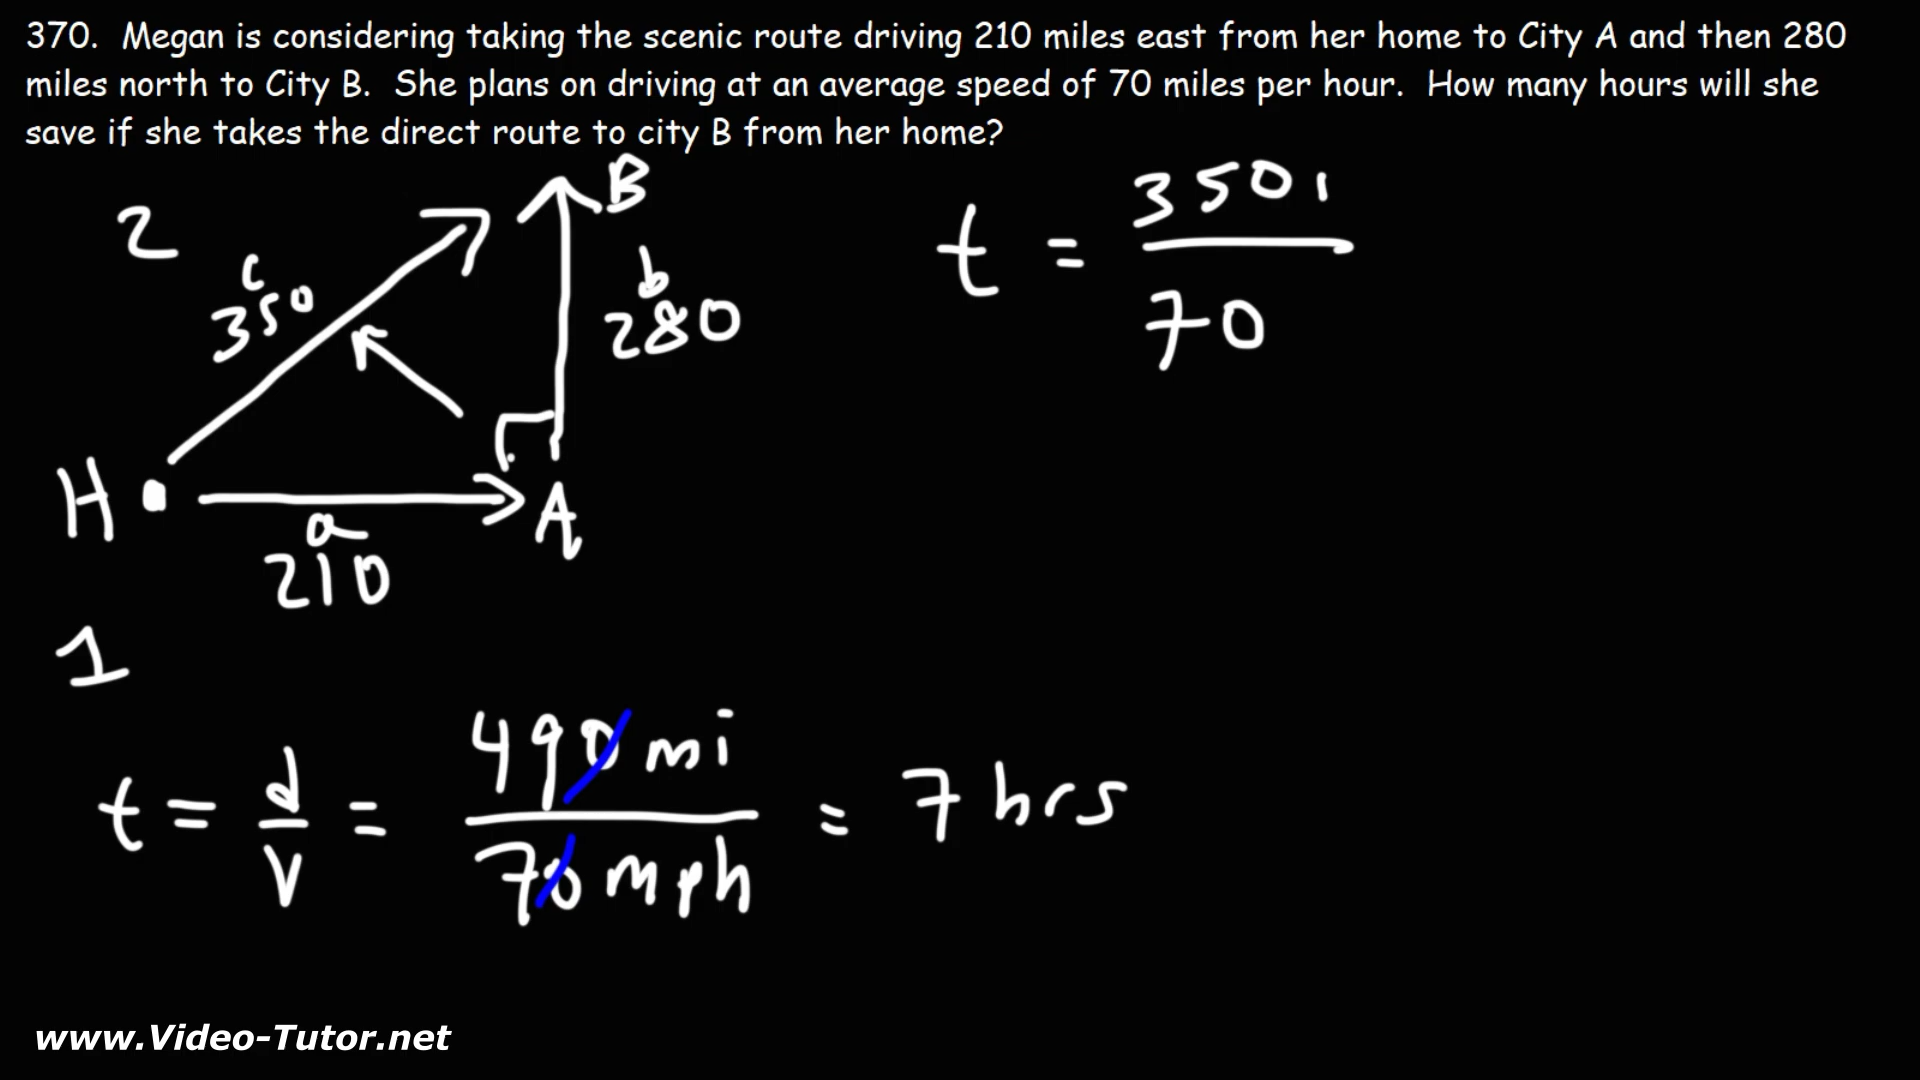 370. Megan is considering taking the scenic route driving 210 miles east from her home to City A and then 280
miles north to City B. She plans on driving at an average speed of 70 miles per hour. How many hours will she
save if she takes the direct route to city B from her home?
2
B
c
350
b
280
t = 350 / 70
H
A
a
210
1
t = d / v = 490 mi / 70 mph = 7 hrs
www.Video-Tutor.net